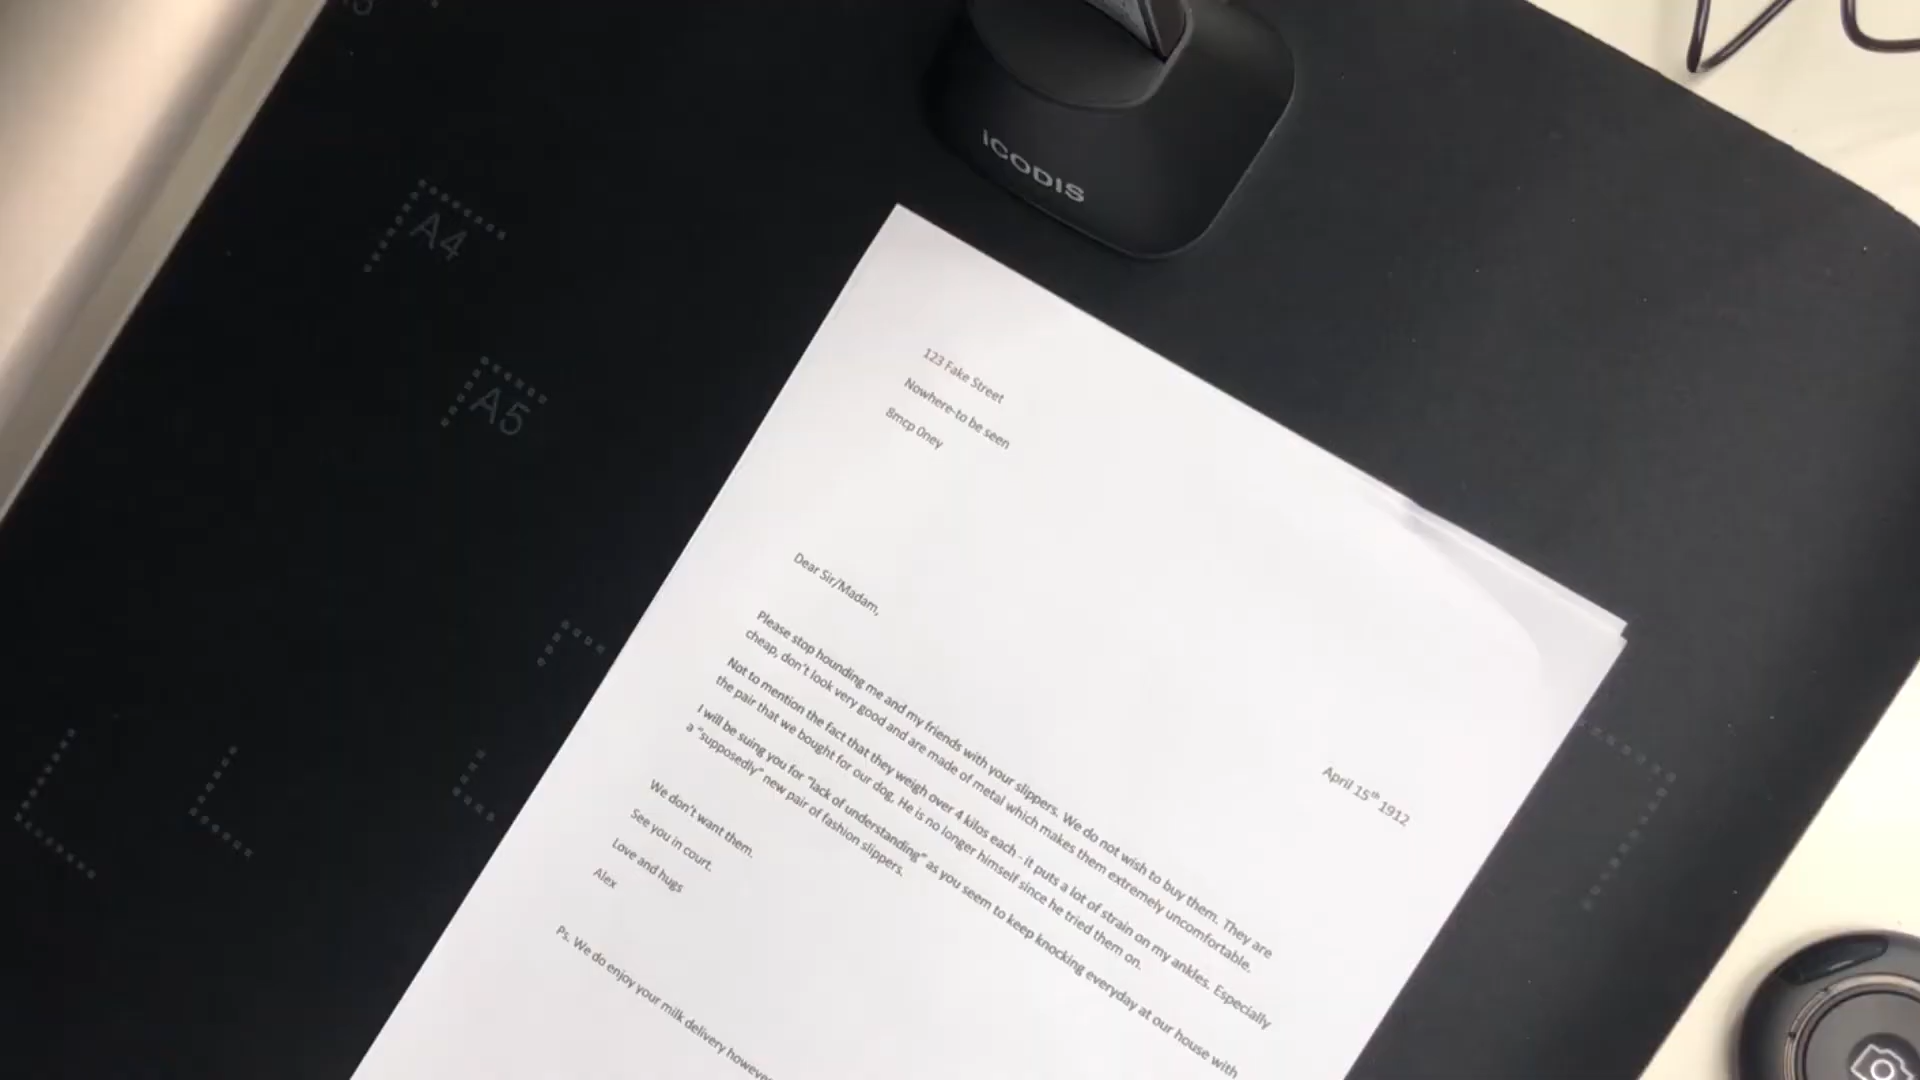 A4
A5
ICODIS
123 Fake Street
Nowhere-to be seen
8mcp 0ney
April 15th 1912
Dear Sir/Madam,
Please stop hounding me and my friends with your slippers. We do not wish to buy them. They are
cheap, don't look very good and are made of metal which makes them extremely uncomfortable.
Not to mention the fact that they weigh over 4 kilos each - it puts a lot of strain on my ankles. Especially
the pair that we bought for our dog. He is no longer himself since he tried them on.
I will be suing you for "lack of understanding" as you seem to keep knocking everyday at our house with
a "supposedly" new pair of fashion slippers.
We don't want them.
See you in court.
Love and hugs
Alex
Ps. We do enjoy your milk delivery however